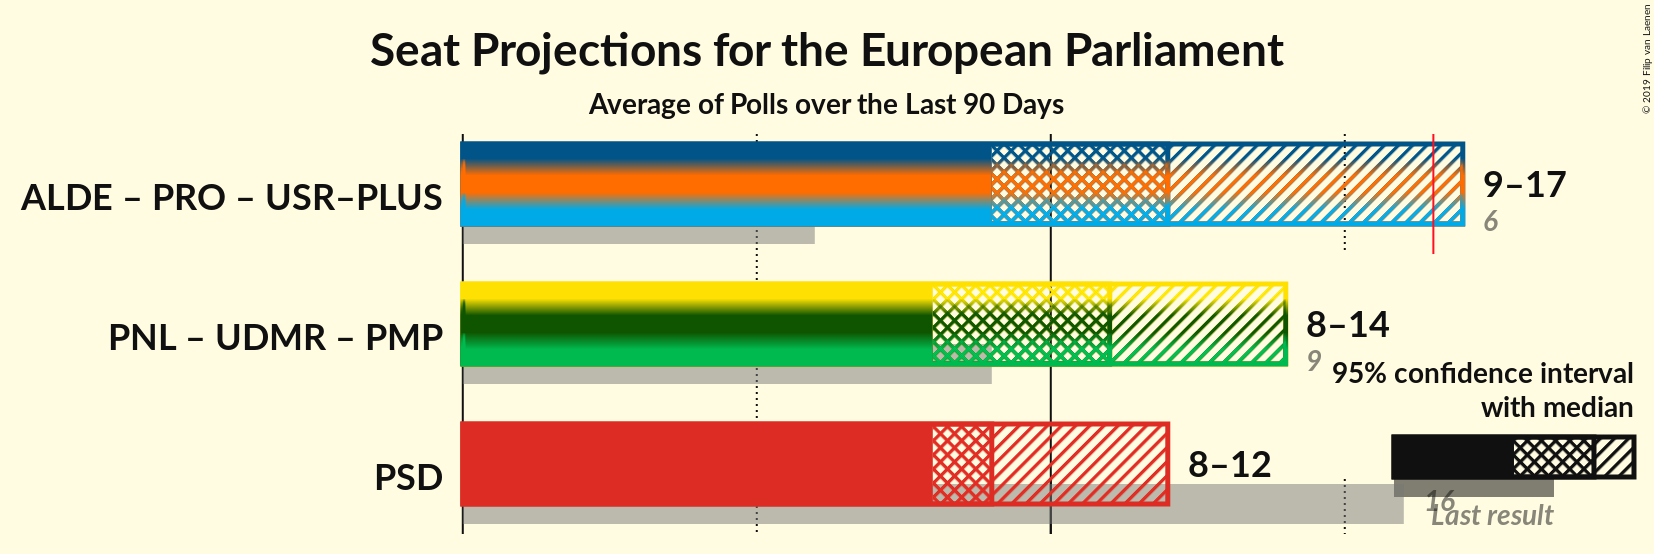 Seat Projections for the European Parliament
Average of Polls over the Last 90 Days
© 2019 Filip van Laenen
ALDE – PRO – USR–PLUS
9–17
6
PNL – UDMR – PMP
8–14
9
95% confidence interval
with median
PSD
8–12
16
Last result